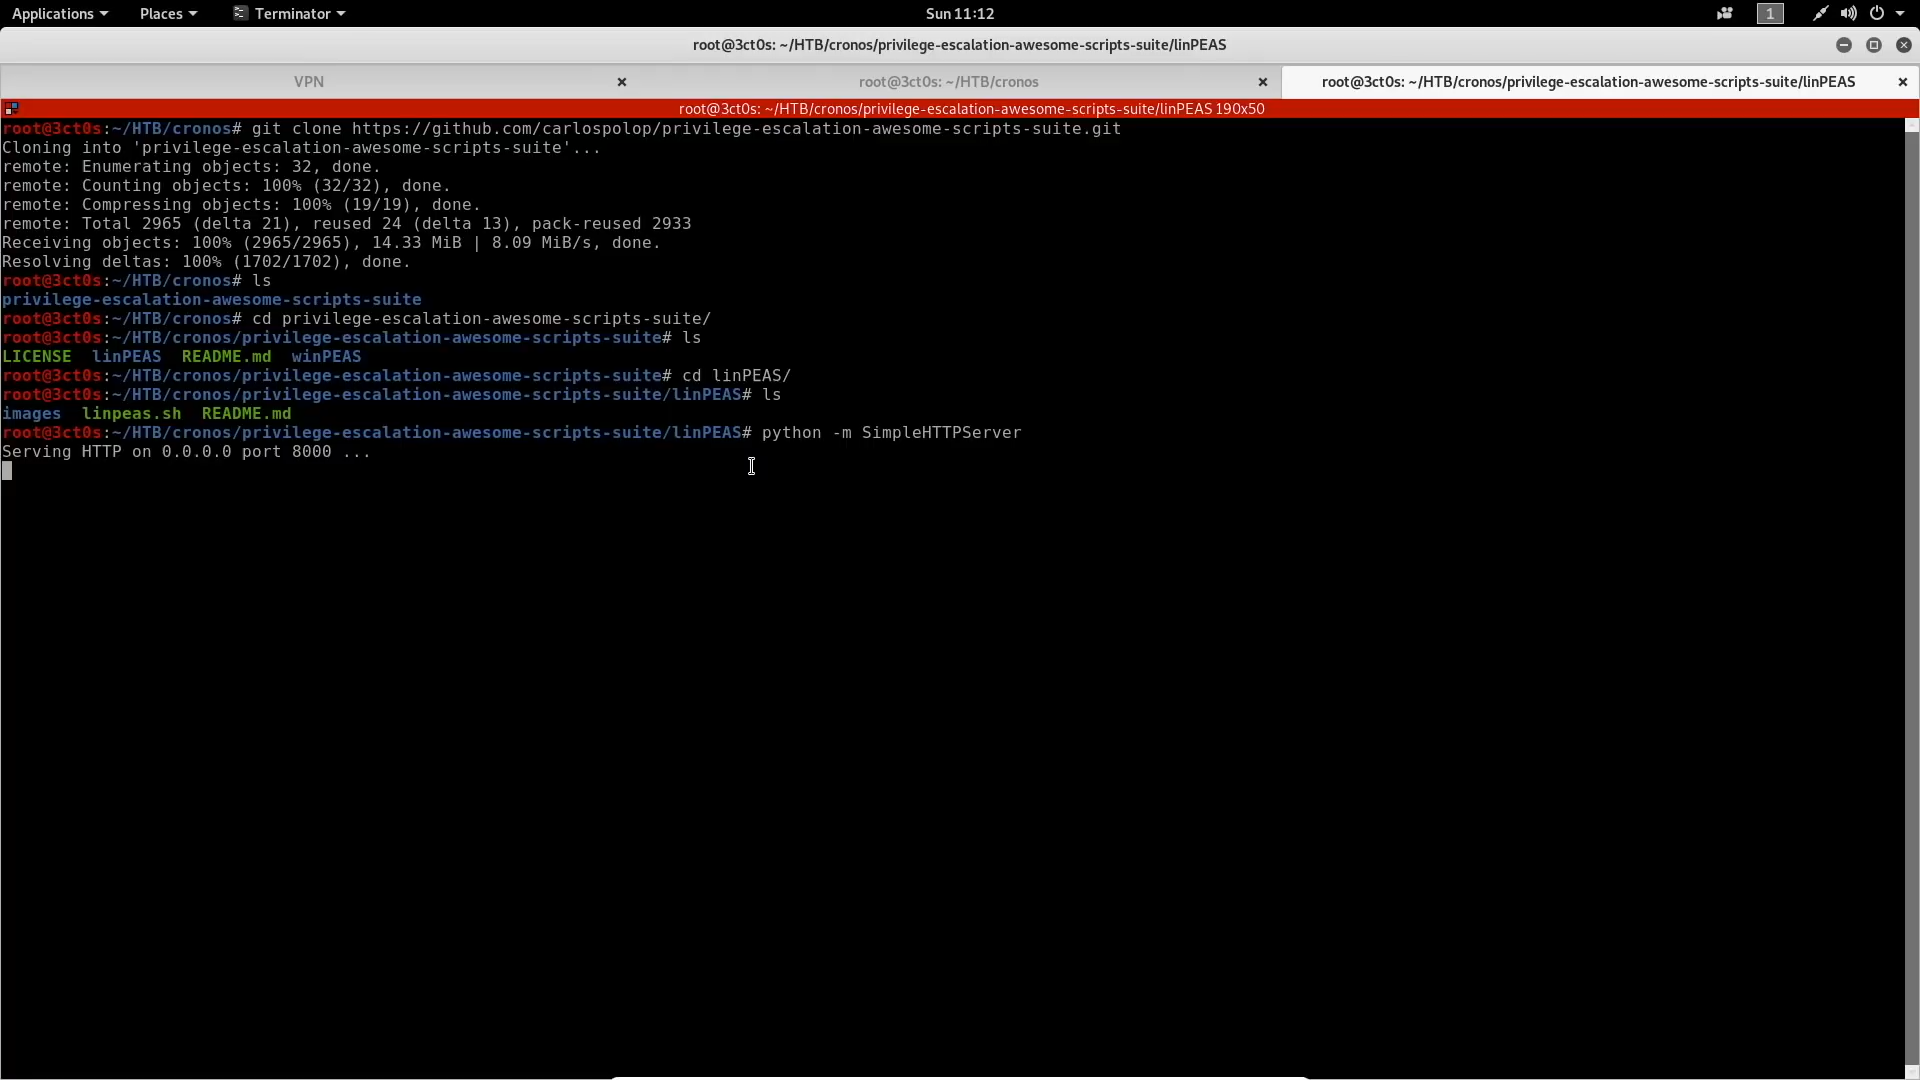 Applications Places Terminator Sun 11:12 1
root@3ct0s: ~/HTB/cronos/privilege-escalation-awesome-scripts-suite/linPEAS
VPN root@3ct0s: ~/HTB/cronos root@3ct0s: ~/HTB/cronos/privilege-escalation-awesome-scripts-suite/linPEAS
root@3ct0s: ~/HTB/cronos/privilege-escalation-awesome-scripts-suite/linPEAS 190x50
root@3ct0s:~/HTB/cronos# git clone https://github.com/carlospolop/privilege-escalation-awesome-scripts-suite.git
Cloning into 'privilege-escalation-awesome-scripts-suite'...
remote: Enumerating objects: 32, done.
remote: Counting objects: 100% (32/32), done.
remote: Compressing objects: 100% (19/19), done.
remote: Total 2965 (delta 21), reused 24 (delta 13), pack-reused 2933
Receiving objects: 100% (2965/2965), 14.33 MiB | 8.09 MiB/s, done.
Resolving deltas: 100% (1702/1702), done.
root@3ct0s:~/HTB/cronos# ls
privilege-escalation-awesome-scripts-suite
root@3ct0s:~/HTB/cronos# cd privilege-escalation-awesome-scripts-suite/
root@3ct0s:~/HTB/cronos/privilege-escalation-awesome-scripts-suite# ls
LICENSE linPEAS README.md winPEAS
root@3ct0s:~/HTB/cronos/privilege-escalation-awesome-scripts-suite# cd linPEAS/
root@3ct0s:~/HTB/cronos/privilege-escalation-awesome-scripts-suite/linPEAS# ls
images linpeas.sh README.md
root@3ct0s:~/HTB/cronos/privilege-escalation-awesome-scripts-suite/linPEAS# python -m SimpleHTTPServer
Serving HTTP on 0.0.0.0 port 8000 ...